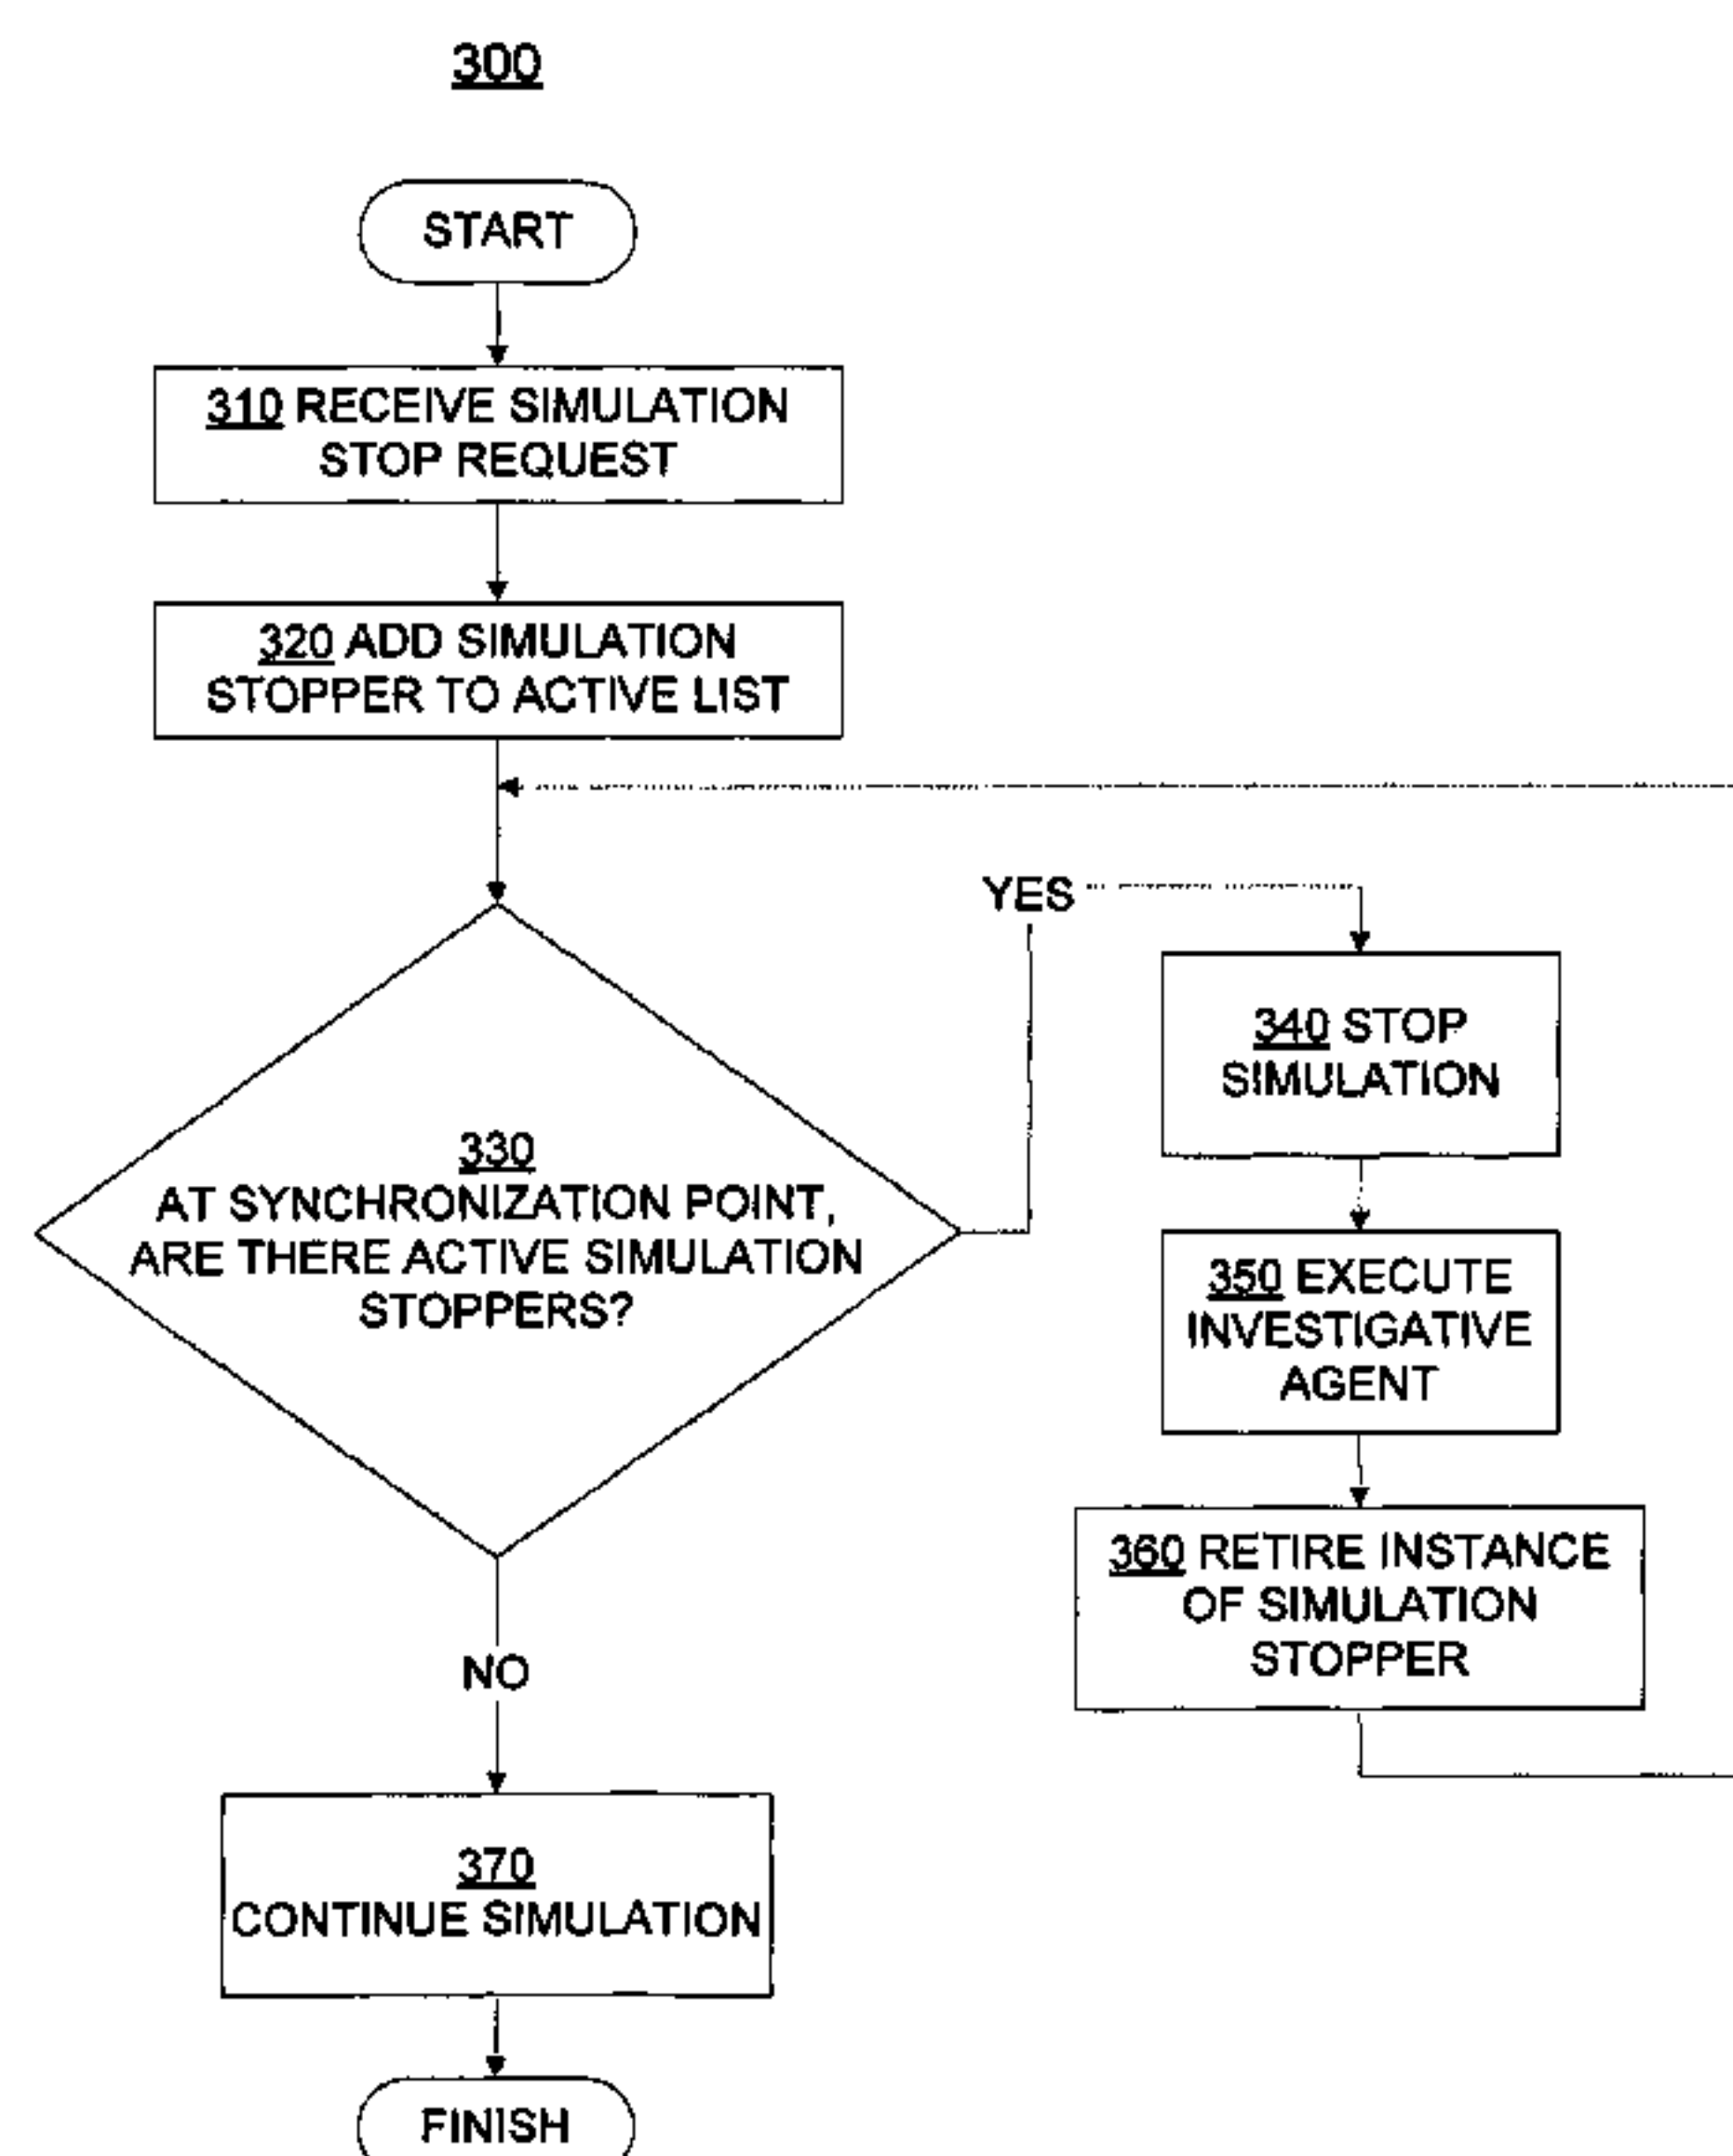 300
START
310 RECEIVE SIMULATION
STOP REQUEST
320 ADD SIMULATION
STOPPER TO ACTIVE LIST
330
AT SYNCHRONIZATION POINT,
ARE THERE ACTIVE SIMULATION
STOPPERS?
YES
340 STOP
SIMULATION
350 EXECUTE
INVESTIGATIVE
AGENT
360 RETIRE INSTANCE
OF SIMULATION
STOPPER
NO
370
CONTINUE SIMULATION
FINISH